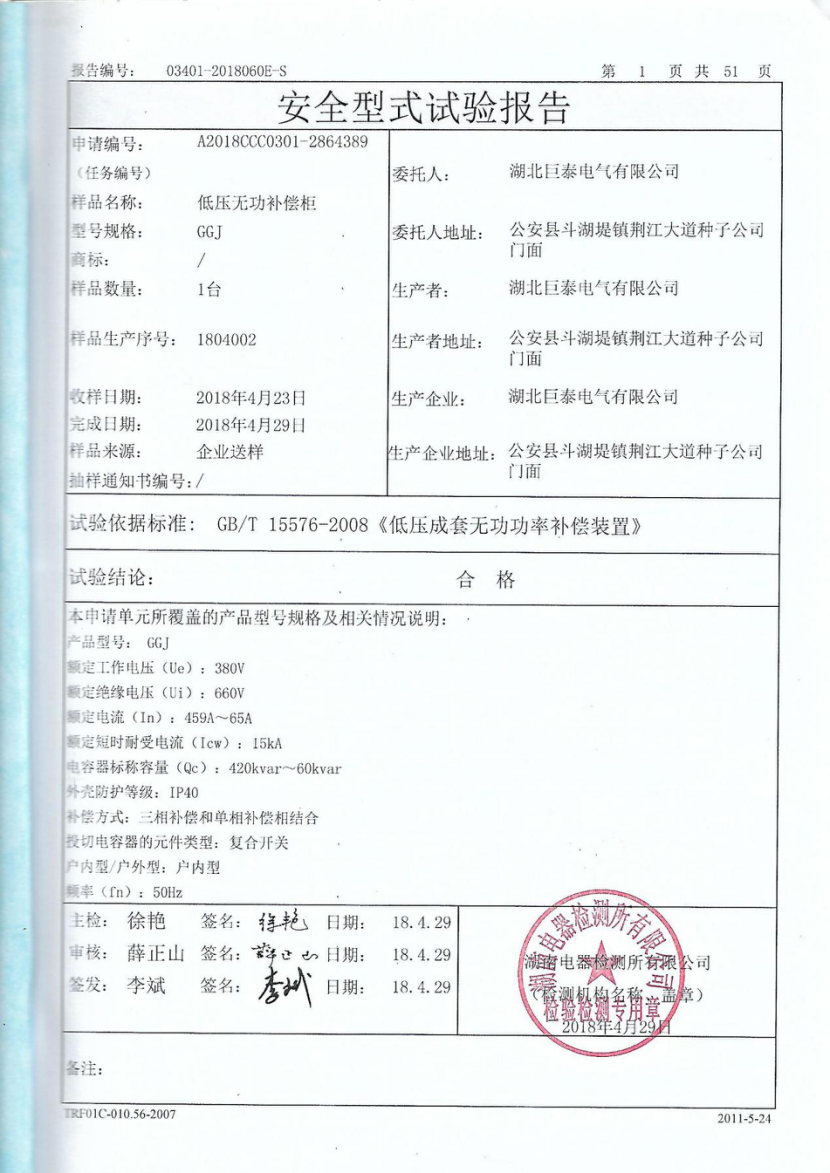 报告编号： 03401-2018060E-S 第 1 页 共 51 页
安全型式试验报告
申请编号： A2018CCC0301-2864389
（任务编号）
样品名称： 低压无功补偿柜
型号规格： GGJ
商标： /
样品数量： 1台
样品生产序号： 1804002
收样日期： 2018年4月23日
完成日期： 2018年4月29日
样品来源： 企业送样
抽样通知书编号：/
委托人： 湖北巨泰电气有限公司
委托人地址： 公安县斗湖堤镇荆江大道种子公司
门面
生产者： 湖北巨泰电气有限公司
生产者地址： 公安县斗湖堤镇荆江大道种子公司
门面
生产企业： 湖北巨泰电气有限公司
生产企业地址： 公安县斗湖堤镇荆江大道种子公司
门面
试验依据标准： GB/T 15576-2008《低压成套无功功率补偿装置》
试验结论： 合 格
本申请单元所覆盖的产品型号规格及相关情况说明：
产品型号： GGJ
额定工作电压（Ue）：380V
额定绝缘电压（Ui）：660V
额定电流（In）：459A～65A
额定短时耐受电流（Icw）：15kA
电容器标称容量（Qc）：420kvar～60kvar
外壳防护等级：IP40
补偿方式：三相补偿和单相补偿相结合
投切电容器的元件类型：复合开关
户内型/户外型：户内型
频率（fn）：50Hz
主检： 徐艳 签名： 徐艳 日期： 18.4.29
审核： 薛正山 签名： 薛正山 日期： 18.4.29
签发： 李斌 签名： 李斌 日期： 18.4.29
湖南电器检测所有限公司
湖南电器检测所有限公司
（检测机构名称 盖章）
检验检测专用章
2018年4月29日
备注：
TRF01C-010.56-2007 2011-5-24